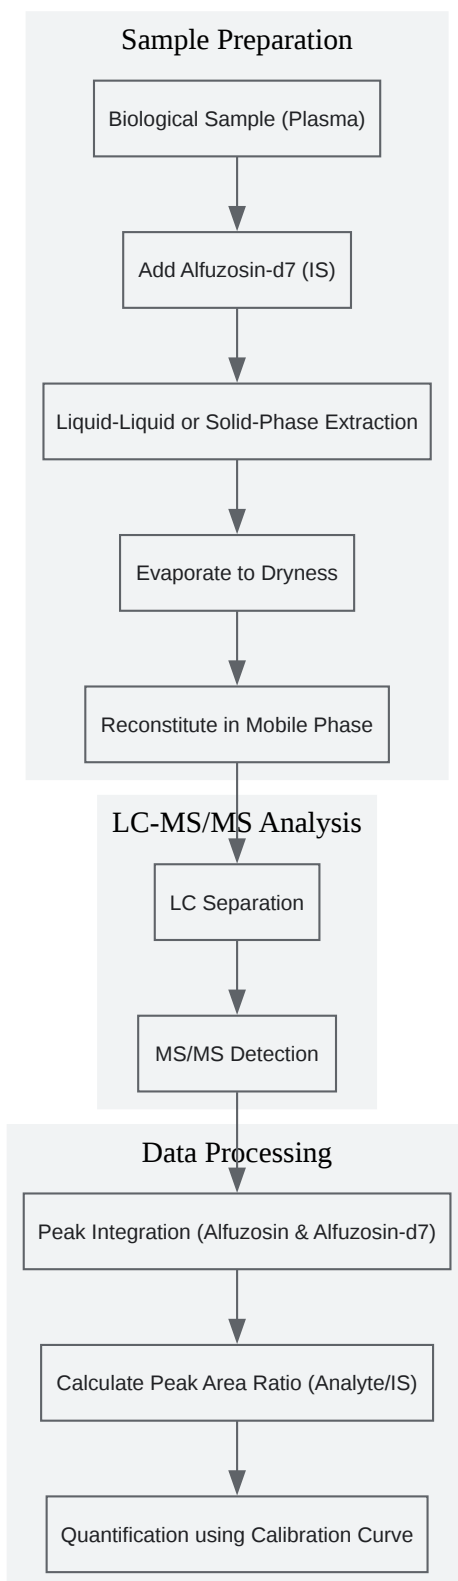 Sample Preparation
Biological Sample (Plasma)
Add Alfuzosin-d7 (IS)
Liquid-Liquid or Solid-Phase Extraction
Evaporate to Dryness
Reconstitute in Mobile Phase
LC-MS/MS Analysis
LC Separation
MS/MS Detection
Data Processing
Peak Integration (Alfuzosin & Alfuzosin-d7)
Calculate Peak Area Ratio (Analyte/IS)
Quantification using Calibration Curve